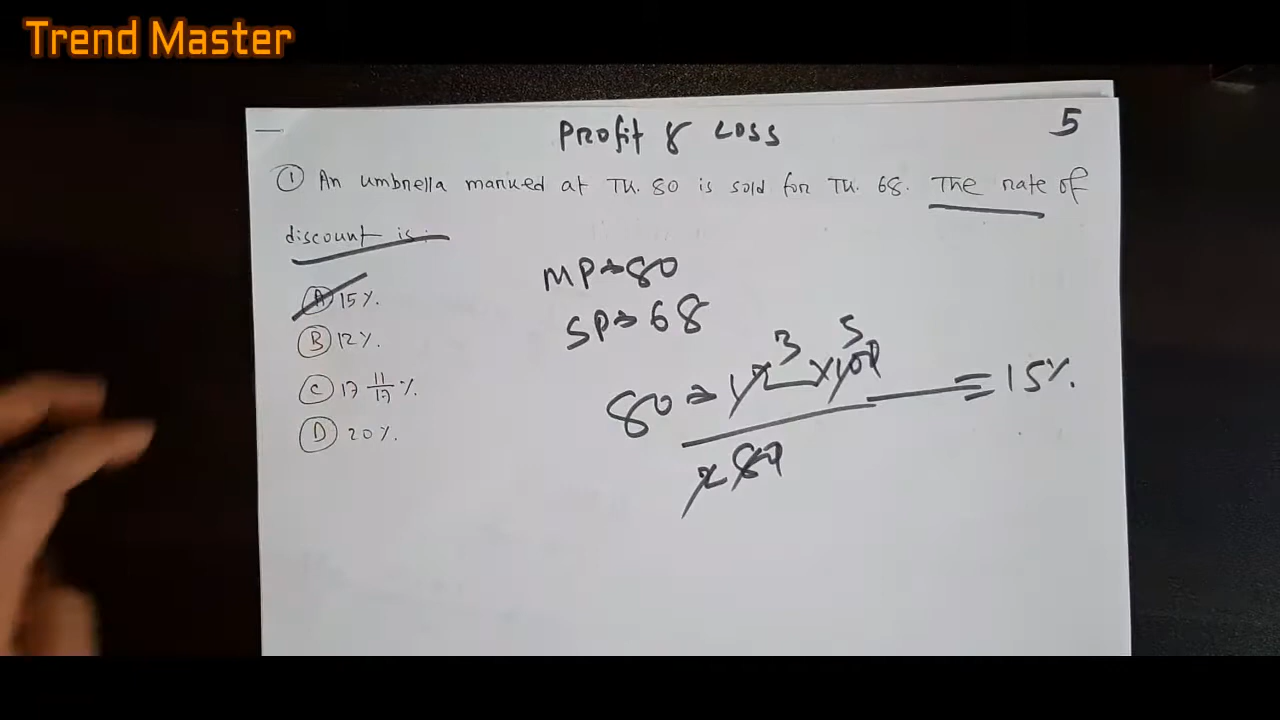 Trend Master
Profit & Loss
5
① An umbrella marked at TK. 80 is sold for TK. 68. The rate of
discount is:
Ⓐ 15%.
Ⓑ 12%.
Ⓒ 17 11/17 %.
Ⓓ 20%.
MP⇒80
SP⇒68
3 5
80⇒ 12×100 = 15%.
2 80